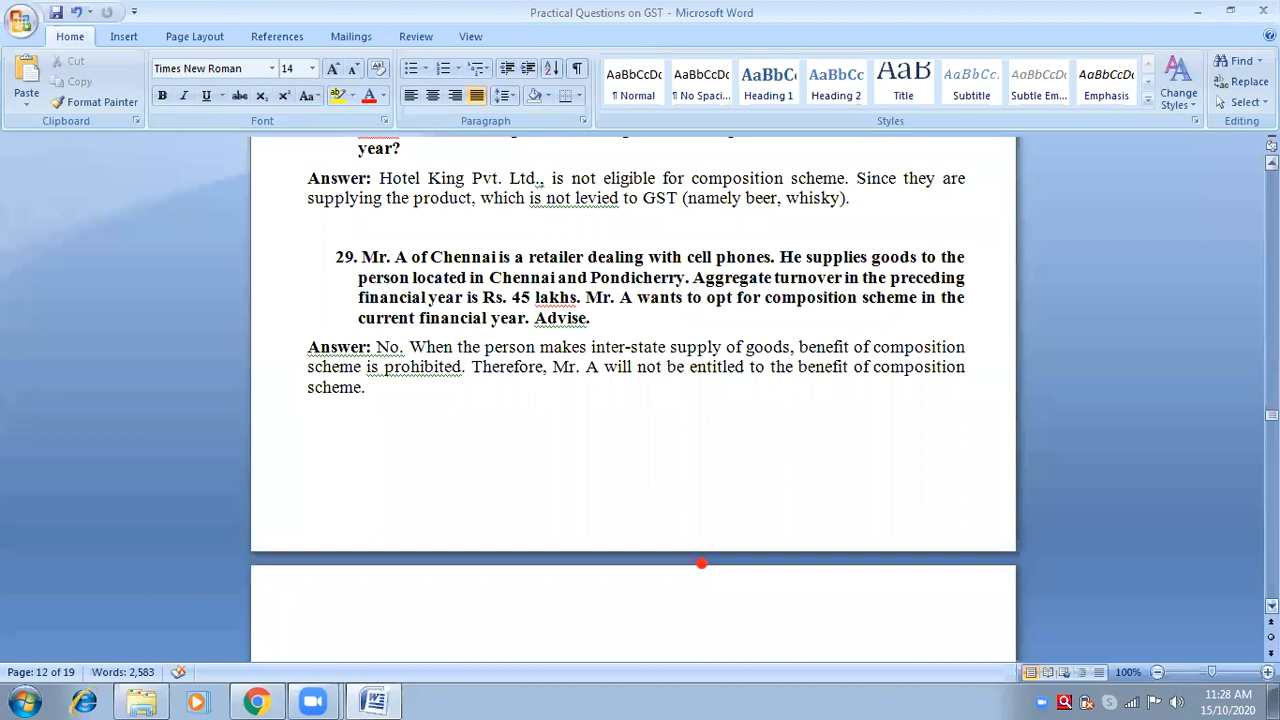 Practical Questions on GST - Microsoft Word
Home Insert Page Layout References Mailings Review View
Paste
Cut
Copy
Format Painter
Clipboard
Times New Roman 14
Font
Paragraph
AaBbCcDc AaBbCcDc AaBbC AaBbCc AaB AaBbCcI AaBbCcDt AaBbCcDt
¶ Normal ¶ No Spaci... Heading 1 Heading 2 Title Subtitle Subtle Em... Emphasis
Change Styles
Styles
Find
Replace
Select
Editing
year?
Answer: Hotel King Pvt. Ltd., is not eligible for composition scheme. Since they are
supplying the product, which is not levied to GST (namely beer, whisky).
29. Mr. A of Chennai is a retailer dealing with cell phones. He supplies goods to the
person located in Chennai and Pondicherry. Aggregate turnover in the preceding
financial year is Rs. 45 lakhs. Mr. A wants to opt for composition scheme in the
current financial year. Advise.
Answer: No. When the person makes inter-state supply of goods, benefit of composition
scheme is prohibited. Therefore, Mr. A will not be entitled to the benefit of composition
scheme.
Page: 12 of 19 Words: 2,583 100%
11:28 AM
15/10/2020